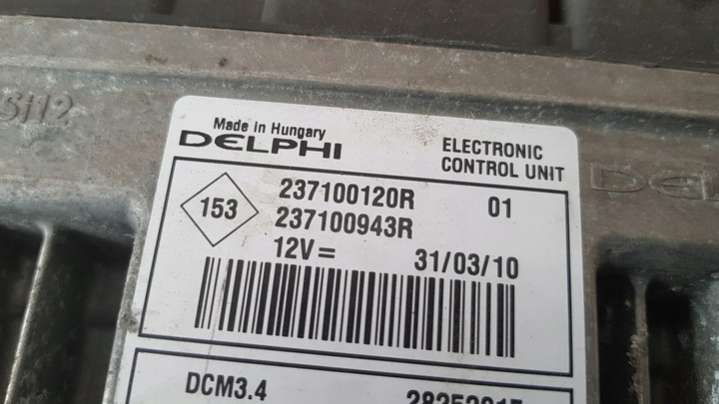 Made in Hungary
DELPHI
ELECTRONIC
CONTROL UNIT
153
237100120R 01
237100943R
12V= 31/03/10
DCM3.4